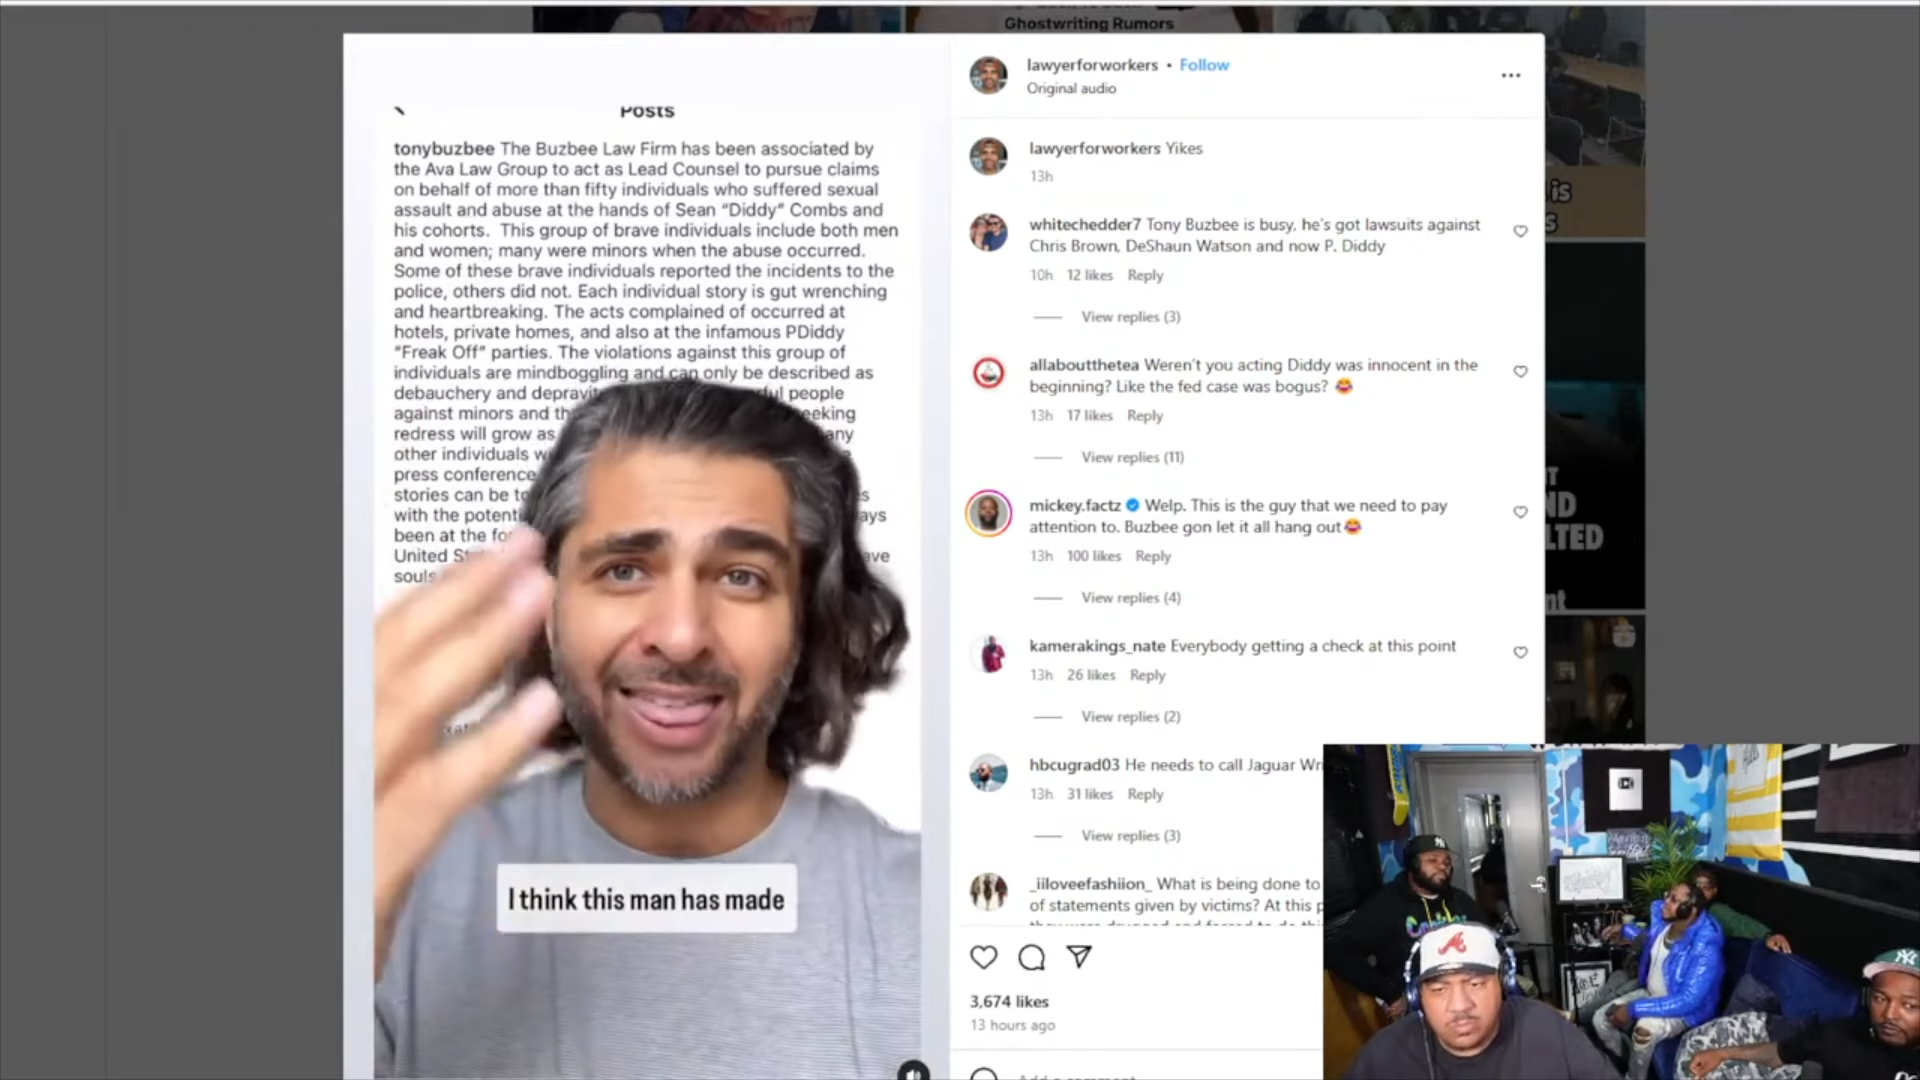 Ghostwriting Rumors
Posts
tonybuzbee The Buzbee Law Firm has been associated by
the Ava Law Group to act as Lead Counsel to pursue claims
on behalf of more than fifty individuals who suffered sexual
assault and abuse at the hands of Sean "Diddy" Combs and
his cohorts. This group of brave individuals include both men
and women; many were minors when the abuse occurred.
Some of these brave individuals reported the incidents to the
police, others did not. Each individual story is gut wrenching
and heartbreaking. The acts complained of occurred at
hotels, private homes, and also at the infamous PDiddy
"Freak Off" parties. The violations against this group of
individuals are mindboggling and can only be described as
debauchery and people
against minors and
redress will grow as
other individuals
press conference
stories can be
with the
been at the
United
souls
I think this man has made
lawyerforworkers • Follow
Original audio
lawyerforworkers Yikes
13h
whitechedder7 Tony Buzbee is busy. he's got lawsuits against
Chris Brown, DeShaun Watson and now P. Diddy
10h 12 likes Reply
View replies (3)
allaboutthetea Weren't you acting Diddy was innocent in the
beginning? Like the fed case was bogus? 😂
13h 17 likes Reply
View replies (11)
mickey.factz Welp. This is the guy that we need to pay
attention to. Buzbee gon let it all hang out😂
13h 100 likes Reply
View replies (4)
kamerakings_nate Everybody getting a check at this point
13h 26 likes Reply
View replies (2)
hbcugrad03 He needs to call Jaguar
13h 31 likes Reply
View replies (3)
_iiloveefashiion_ What is being done to
of statements given by victims? At this
3,674 likes
13 hours ago
Add a comment
is